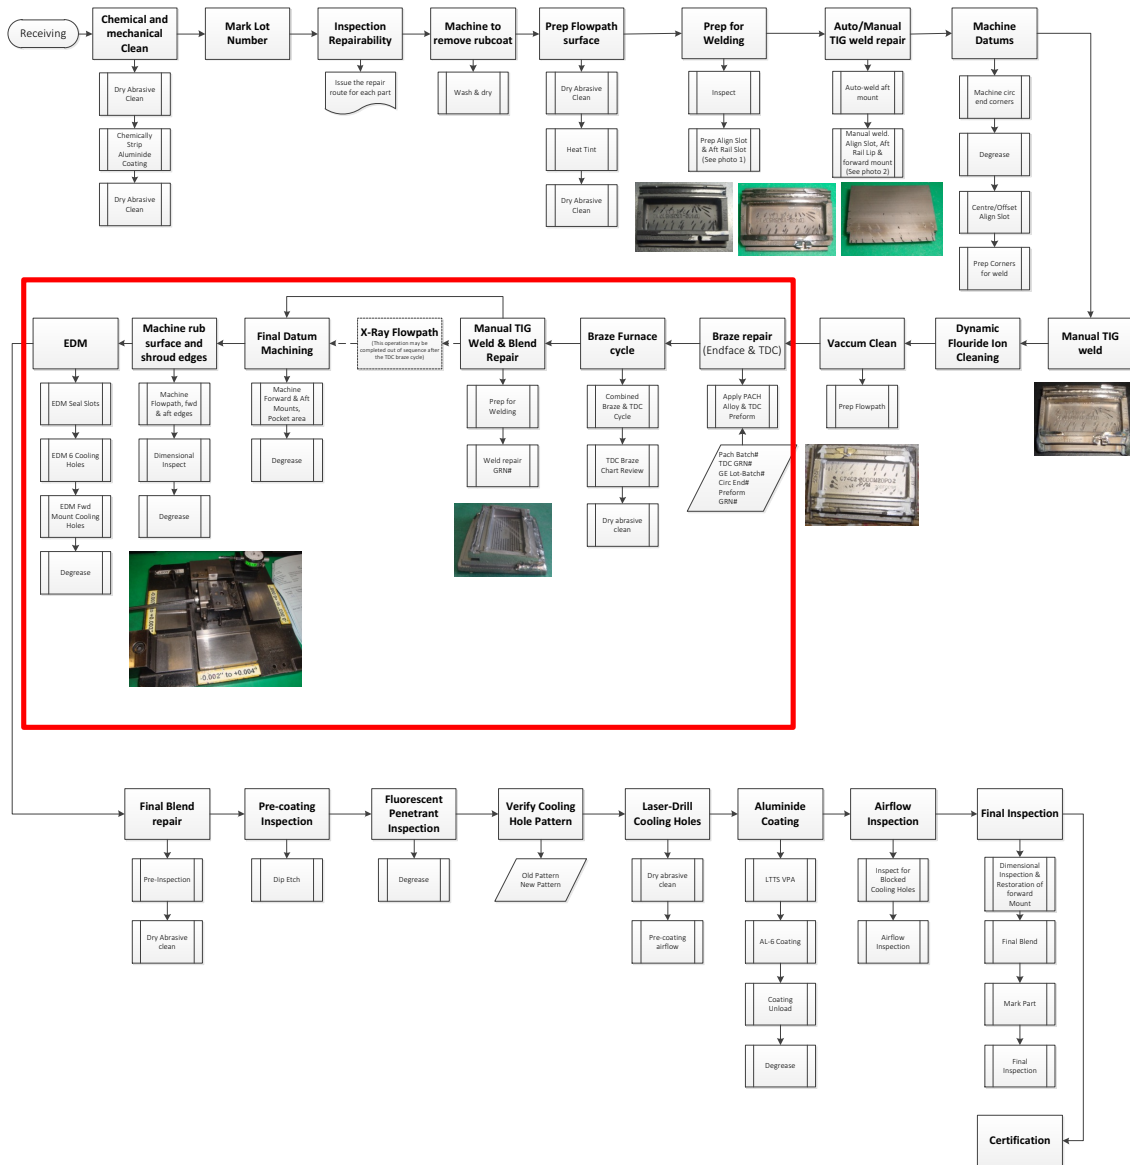 Receiving
Chemical and
mechanical
Clean
Mark Lot
Number
Inspection
Repairability
Machine to
remove rubcoat
Prep Flowpath
surface
Prep for
Welding
Auto/Manual
TIG weld repair
Machine
Datums
Dry Abrasive
Clean
Chemically
Strip
Aluminide
Coating
Dry Abrasive
Clean
Issue the repair
route for each part
Wash & dry
Dry Abrasive
Clean
Heat Tint
Dry Abrasive
Clean
Inspect
Prep Align Slot
& Aft Rail Slot
(See photo 1)
Auto-weld aft
mount
Manual weld.
Align Slot, Aft
Rail Lip &
forward mount
(See photo 2)
Machine circ
end corners
Degrease
Centre/Offset
Align Slot
Prep Corners
for weld
EDM
Machine rub
surface and
shroud edges
Final Datum
Machining
X-Ray Flowpath
(This operation may be
completed out of sequence after
the TDC braze cycle)
Manual TIG
Weld & Blend
Repair
Braze Furnace
cycle
Braze repair
(Endface & TDC)
Vaccum Clean
Dynamic
Flouride Ion
Cleaning
Manual TIG
weld
EDM Seal Slots
EDM 6 Cooling
Holes
EDM Fwd
Mount Cooling
Holes
Degrease
Machine
Flowpath, fwd
& aft edges
Dimensional
Inspect
Degrease
Machine
Forward & Aft
Mounts,
Pocket area
Degrease
Prep for
Welding
Weld repair
GRN#
Combined
Braze & TDC
Cycle
TDC Braze
Chart Review
Dry abrasive
clean
Apply PACH
Alloy & TDC
Preform
Pach Batch#
TDC GRN#
GE Lot-Batch#
Circ End#
Preform
GRN#
Prep Flowpath
-0.002" to +0.004"
Final Blend
repair
Pre-coating
Inspection
Fluorescent
Penetrant
Inspection
Verify Cooling
Hole Pattern
Laser-Drill
Cooling Holes
Aluminide
Coating
Airflow
Inspection
Final Inspection
Pre-Inspection
Dry Abrasive
clean
Dip Etch
Degrease
Old Pattern
New Pattern
Dry abrasive
clean
Pre-coating
airflow
LTTS VPA
AL-6 Coating
Coating
Unload
Degrease
Inspect for
Blocked
Cooling Holes
Airflow
Inspection
Dimensional
Inspection &
Restoration of
forward
Mount
Final Blend
Mark Part
Final
Inspection
Certification